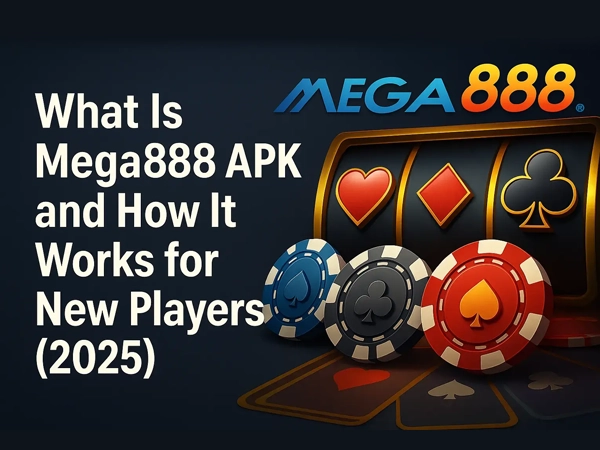 MEGA888®
What Is
Mega888 APK
and How It
Works for
New Players
(2025)